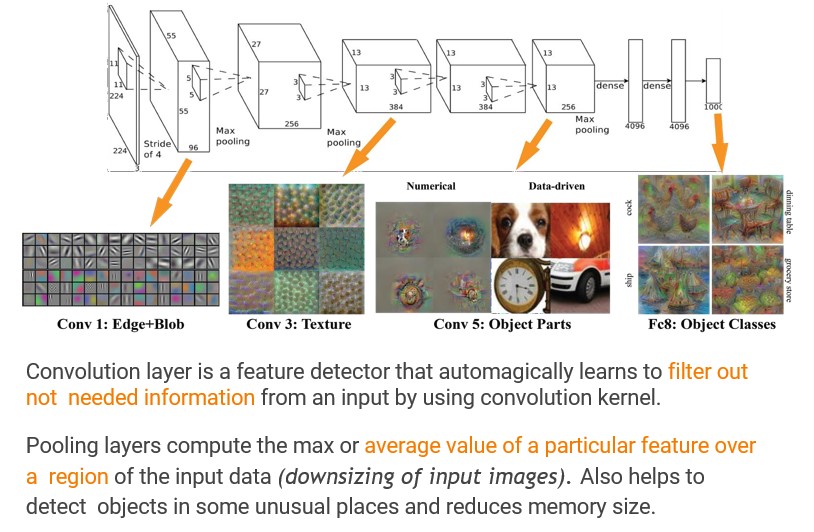 55
27
13
13
13
11
11
224
5
5
55
27
3
3
3
3
3
3
13
13
13
dense
dense
224
Stride
of 4
96
Max
pooling
256
Max
pooling
384
384
256
Max
pooling
4096
4096
1000
Numerical
Data-driven
cock
dinning table
ship
grocery store
Conv 1: Edge+Blob
Conv 3: Texture
Conv 5: Object Parts
Fc8: Object Classes
Convolution layer is a feature detector that automagically learns to filter out
not needed information from an input by using convolution kernel.
Pooling layers compute the max or average value of a particular feature over
a region of the input data (downsizing of input images). Also helps to
detect objects in some unusual places and reduces memory size.